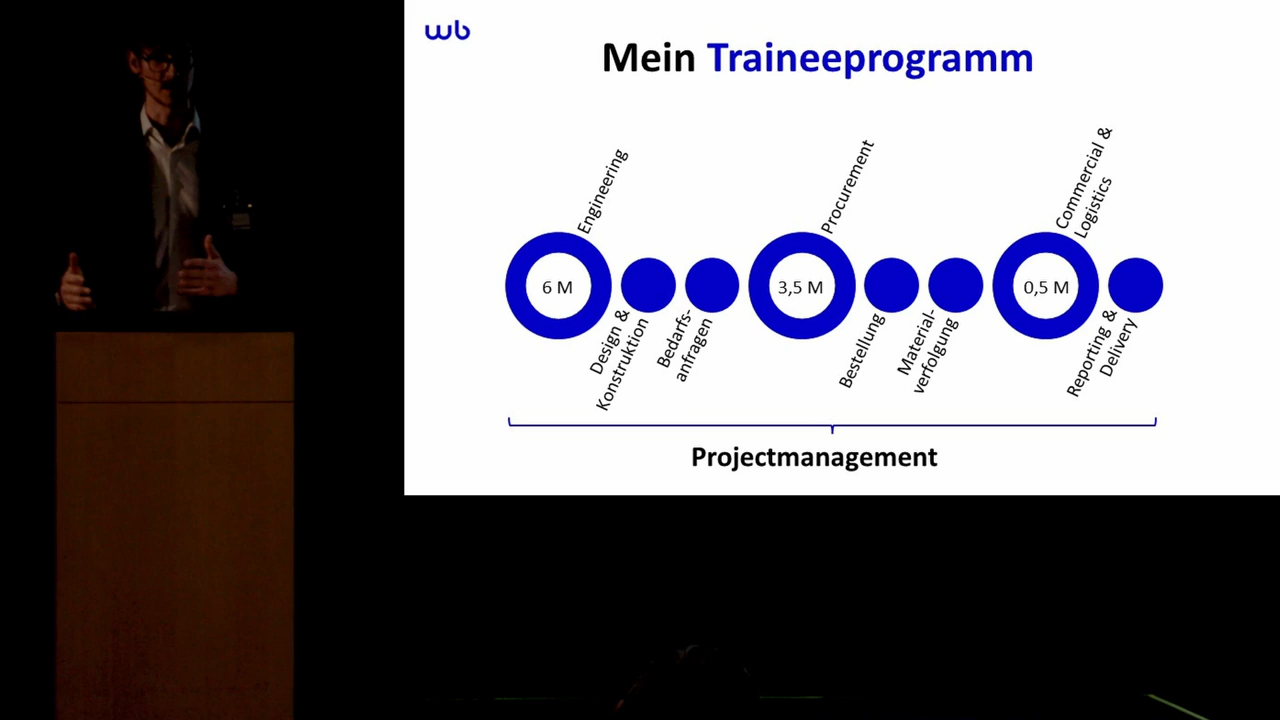 wb
Mein Traineeprogramm
Engineering
Procurement
Commercial &
Logistics
6 M
3,5 M
0,5 M
Design &
Konstruktion
Bedarfs-
anfragen
Bestellung
Material-
verfolgung
Reporting &
Delivery
Projectmanagement